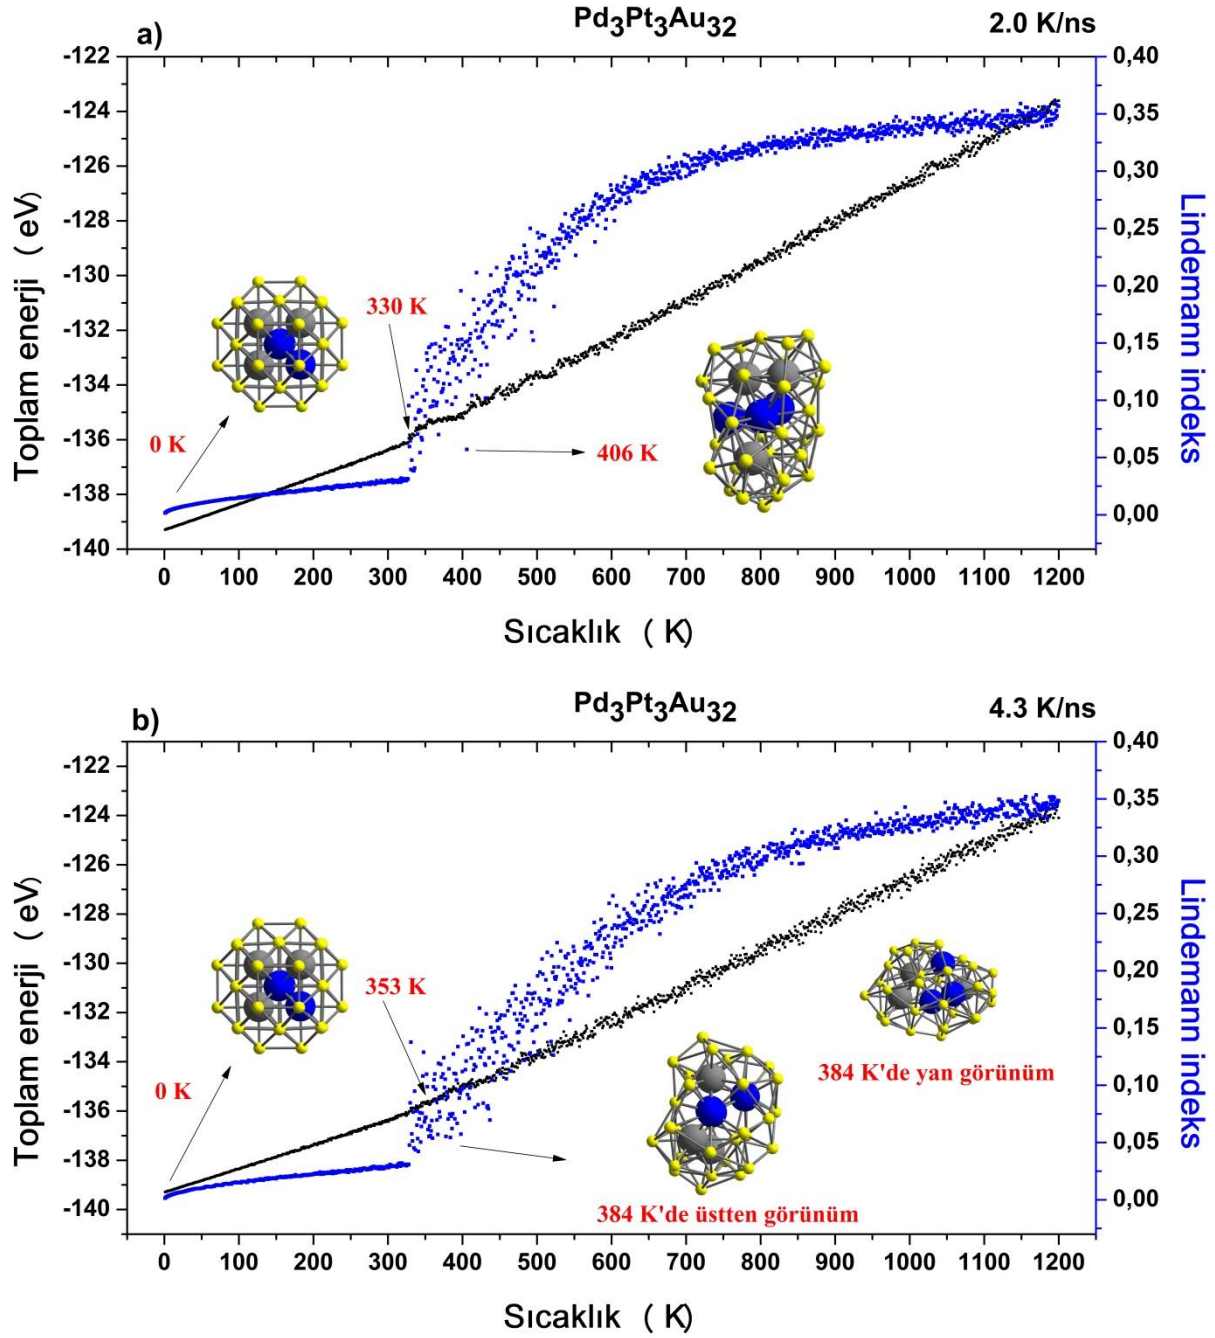 a)
Pd3Pt3Au32
2.0 K/ns
-122
-124
-126
-128
-130
-132
-134
-136
-138
-140
Toplam enerji ( eV)
0,40
0,35
0,30
0,25
0,20
0,15
0,10
0,05
0,00
Lindemann indeks
330 K
0 K
406 K
0 100 200 300 400 500 600 700 800 900 1000 1100 1200
Sıcaklık ( K)
b)
Pd3Pt3Au32
4.3 K/ns
-122
-124
-126
-128
-130
-132
-134
-136
-138
-140
Toplam enerji ( eV)
0,40
0,35
0,30
0,25
0,20
0,15
0,10
0,05
0,00
Lindemann indeks
353 K
0 K
384 K'de yan görünüm
384 K'de üstten görünüm
0 100 200 300 400 500 600 700 800 900 1000 1100 1200
Sıcaklık ( K)